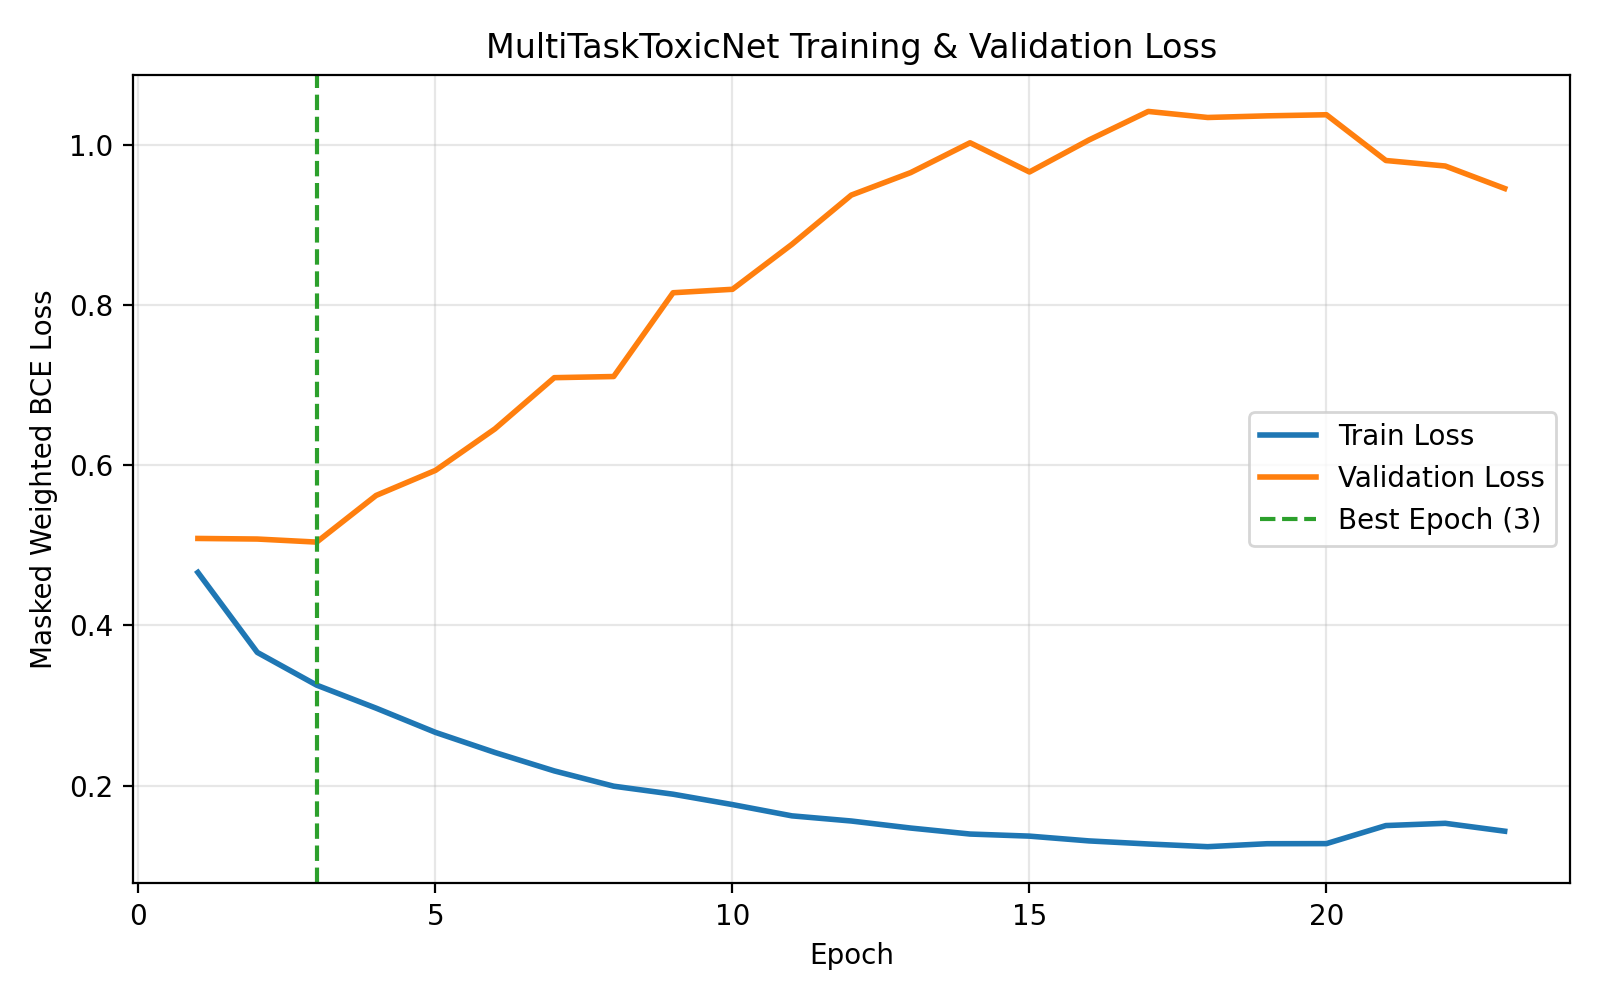 MultiTaskToxicNet Training & Validation Loss
Masked Weighted BCE Loss
1.0
0.8
0.6
0.4
0.2
Train Loss
Validation Loss
Best Epoch (3)
0 5 10 15 20
Epoch